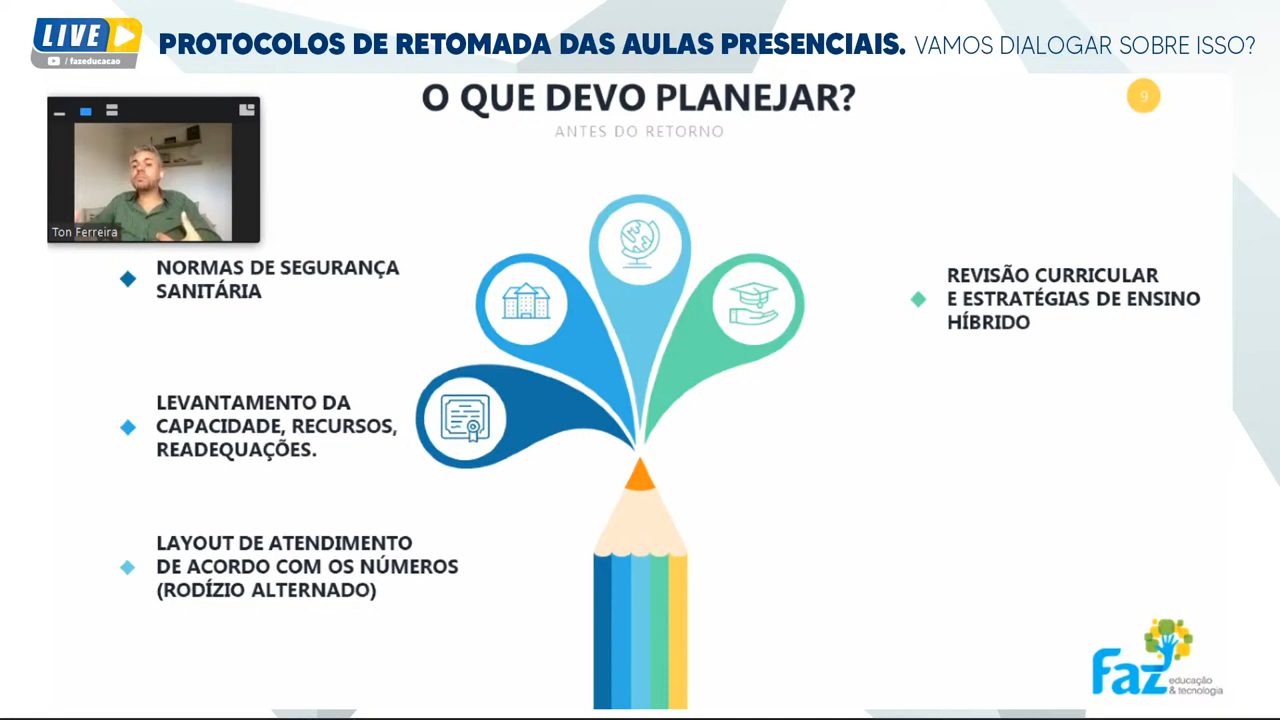 LIVE
/ fazeducacao
PROTOCOLOS DE RETOMADA DAS AULAS PRESENCIAIS. VAMOS DIALOGAR SOBRE ISSO?
O QUE DEVO PLANEJAR?
9
ANTES DO RETORNO
Ton Ferreira
NORMAS DE SEGURANÇA
SANITÁRIA
LEVANTAMENTO DA
CAPACIDADE, RECURSOS,
READEQUAÇÕES.
LAYOUT DE ATENDIMENTO
DE ACORDO COM OS NÚMEROS
(RODÍZIO ALTERNADO)
REVISÃO CURRICULAR
E ESTRATÉGIAS DE ENSINO
HÍBRIDO
faz
educação
& tecnologia